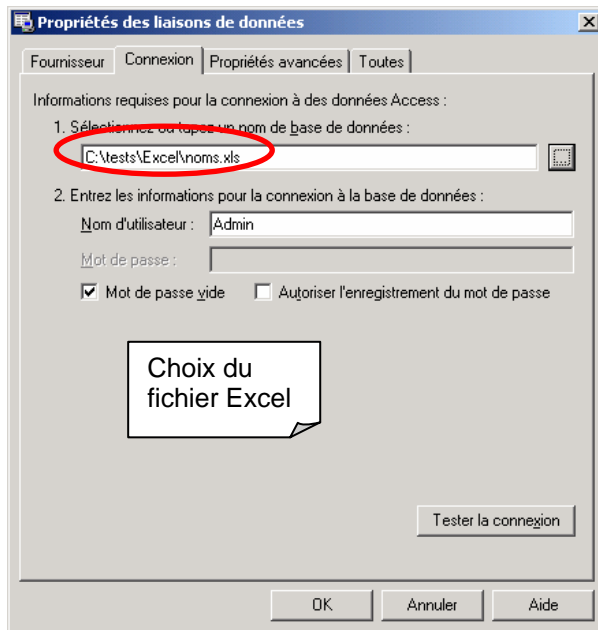 Propriétés des liaisons de données
Fournisseur Connexion Propriétés avancées Toutes
Informations requises pour la connexion à des données Access :
1. Sélectionnez ou tapez un nom de base de données :
C:\tests\Excel\noms.xls
2. Entrez les informations pour la connexion à la base de données :
Nom d'utilisateur : Admin
Mot de passe :
Mot de passe vide Autoriser l'enregistrement du mot de passe
Choix du
fichier Excel
Tester la connexion
OK Annuler Aide